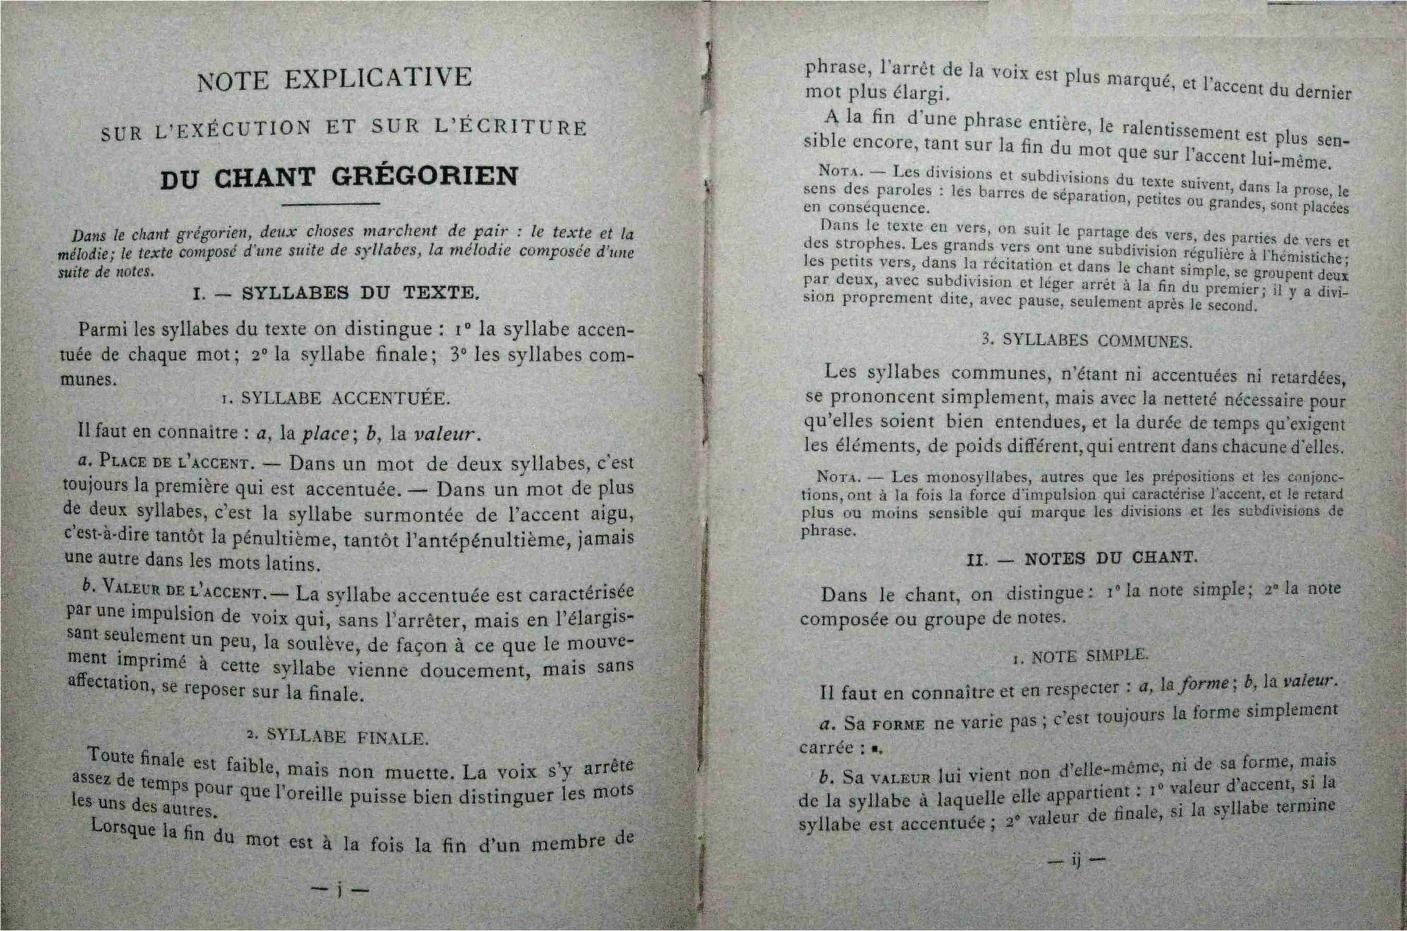 NOTE EXPLICATIVE
SUR L'EXÉCUTION ET SUR L'ÉCRITURE
DU CHANT GRÉGORIEN
Dans le chant grégorien, deux choses marchent de pair : le texte et la
mélodie; le texte composé d'une suite de syllabes, la mélodie composée d'une
suite de notes.
I. — SYLLABES DU TEXTE.
Parmi les syllabes du texte on distingue : 1° la syllabe accen-
tuée de chaque mot; 2° la syllabe finale; 3° les syllabes com-
munes.
1. SYLLABE ACCENTUÉE.
Il faut en connaître : a, la place; b, la valeur.
a. PLACE DE L'ACCENT. — Dans un mot de deux syllabes, c'est
toujours la première qui est accentuée. — Dans un mot de plus
de deux syllabes, c'est la syllabe surmontée de l'accent aigu,
c'est-à-dire tantôt la pénultième, tantôt l'antépénultième, jamais
une autre dans les mots latins.
b. VALEUR DE L'ACCENT. — La syllabe accentuée est caractérisée
par une impulsion de voix qui, sans l'arrêter, mais en l'élargis-
sant seulement un peu, la soulève, de façon à ce que le mouve-
ment imprimé à cette syllabe vienne doucement, mais sans
affectation, se reposer sur la finale.
2. SYLLABE FINALE.
Toute finale est faible, mais non muette. La voix s'y arrête
assez de temps pour que l'oreille puisse bien distinguer les mots
les uns des autres.
Lorsque la fin du mot est à la fois la fin d'un membre de
— j —
phrase, l'arrêt de la voix est plus marqué, et l'accent du dernier
mot plus élargi.
A la fin d'une phrase entière, le ralentissement est plus sen-
sible encore, tant sur la fin du mot que sur l'accent lui-même.
NOTA. — Les divisions et subdivisions du texte suivent, dans la prose, le
sens des paroles : les barres de séparation, petites ou grandes, sont placées
en conséquence.
Dans le texte en vers, on suit le partage des vers, des parties de vers et
des strophes. Les grands vers ont une subdivision régulière à l'hémistiche;
les petits vers, dans la récitation et dans le chant simple, se groupent deux
par deux, avec subdivision et léger arrêt à la fin du premier; il y a divi-
sion proprement dite, avec pause, seulement après le second.
3. SYLLABES COMMUNES.
Les syllabes communes, n'étant ni accentuées ni retardées,
se prononcent simplement, mais avec la netteté nécessaire pour
qu'elles soient bien entendues, et la durée de temps qu'exigent
les éléments, de poids différent, qui entrent dans chacune d'elles.
NOTA. — Les monosyllabes, autres que les prépositions et les conjonc-
tions, ont à la fois la force d'impulsion qui caractérise l'accent, et le retard
plus ou moins sensible qui marque les divisions et les subdivisions de
phrase.
II. — NOTES DU CHANT.
Dans le chant, on distingue : 1° la note simple; 2° la note
composée ou groupe de notes.
1. NOTE SIMPLE.
Il faut en connaître et en respecter : a, la forme; b, la valeur.
a. Sa FORME ne varie pas; c'est toujours la forme simplement
carrée : ▪.
b. Sa VALEUR lui vient non d'elle-même, ni de sa forme, mais
de la syllabe à laquelle elle appartient : 1° valeur d'accent, si la
syllabe est accentuée; 2° valeur de finale, si la syllabe termine
— ij —